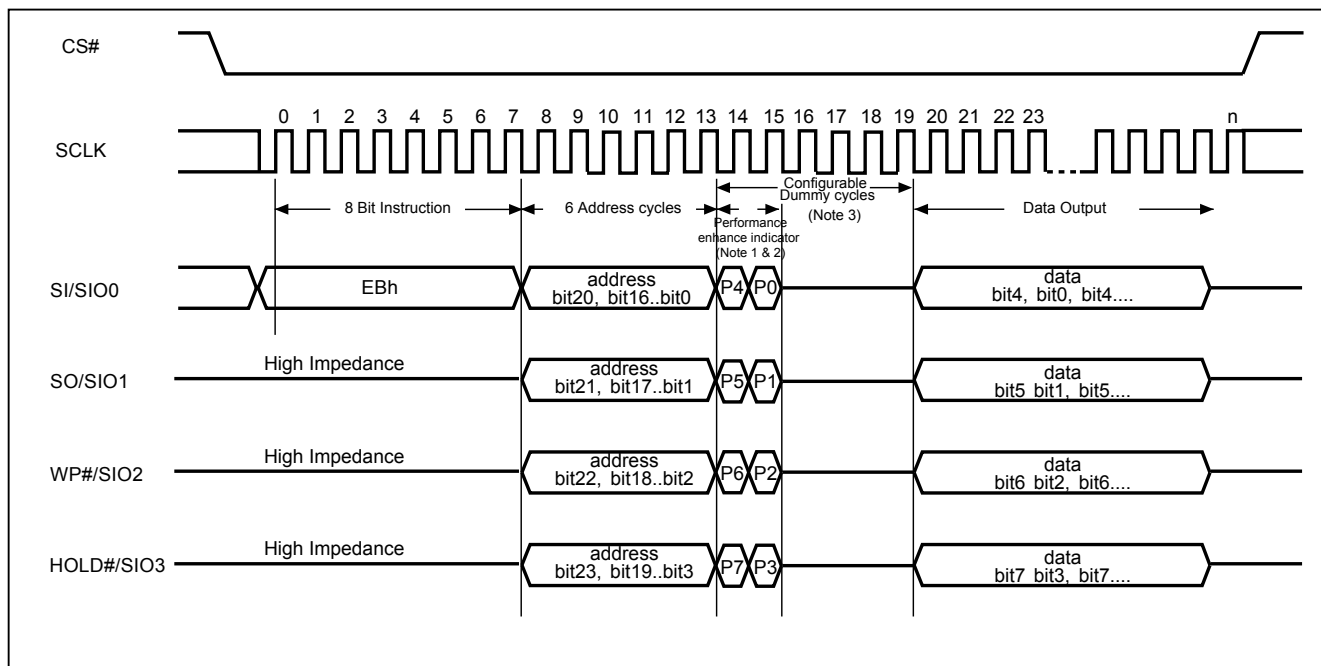 CS#
0 1 2 3 4 5 6 7 8 9 10 11 12 13 14 15 16 17 18 19 20 21 22 23 n
SCLK
8 Bit Instruction
6 Address cycles
Configurable
Dummy cycles
(Note 3)
Data Output
Performance
enhance indicator
(Note 1 & 2)
SI/SIO0
EBh
address
bit20, bit16..bit0
P4 P0
data
bit4, bit0, bit4....
SO/SIO1
High Impedance
address
bit21, bit17..bit1
P5 P1
data
bit5 bit1, bit5....
WP#/SIO2
High Impedance
address
bit22, bit18..bit2
P6 P2
data
bit6 bit2, bit6....
HOLD#/SIO3
High Impedance
address
bit23, bit19..bit3
P7 P3
data
bit7 bit3, bit7....